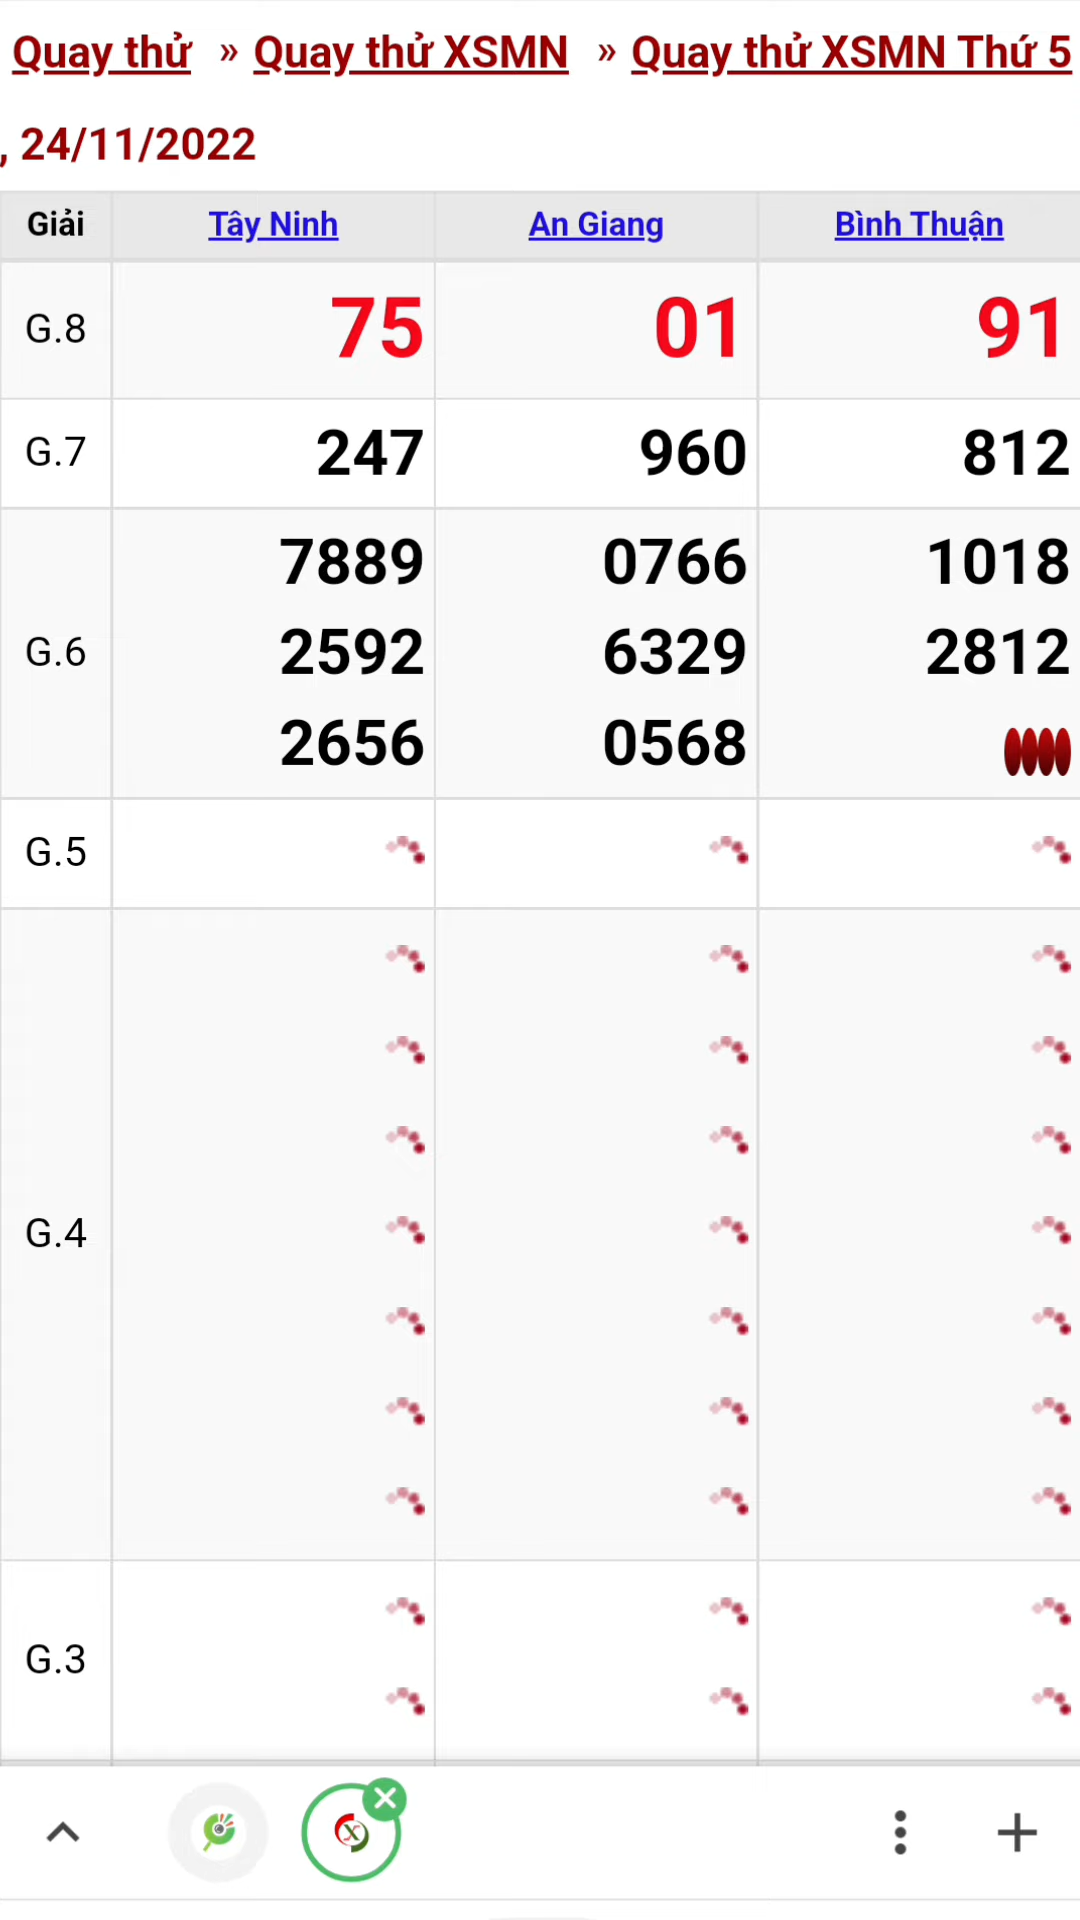 Quay thử » Quay thử XSMN » Quay thử XSMN Thứ 5
, 24/11/2022
Giải Tây Ninh An Giang Bình Thuận
G.8 75 01 91
G.7 247 960 812
7889 0766 1018
G.6 2592 6329 2812
2656 0568
G.5
G.4
G.3
X